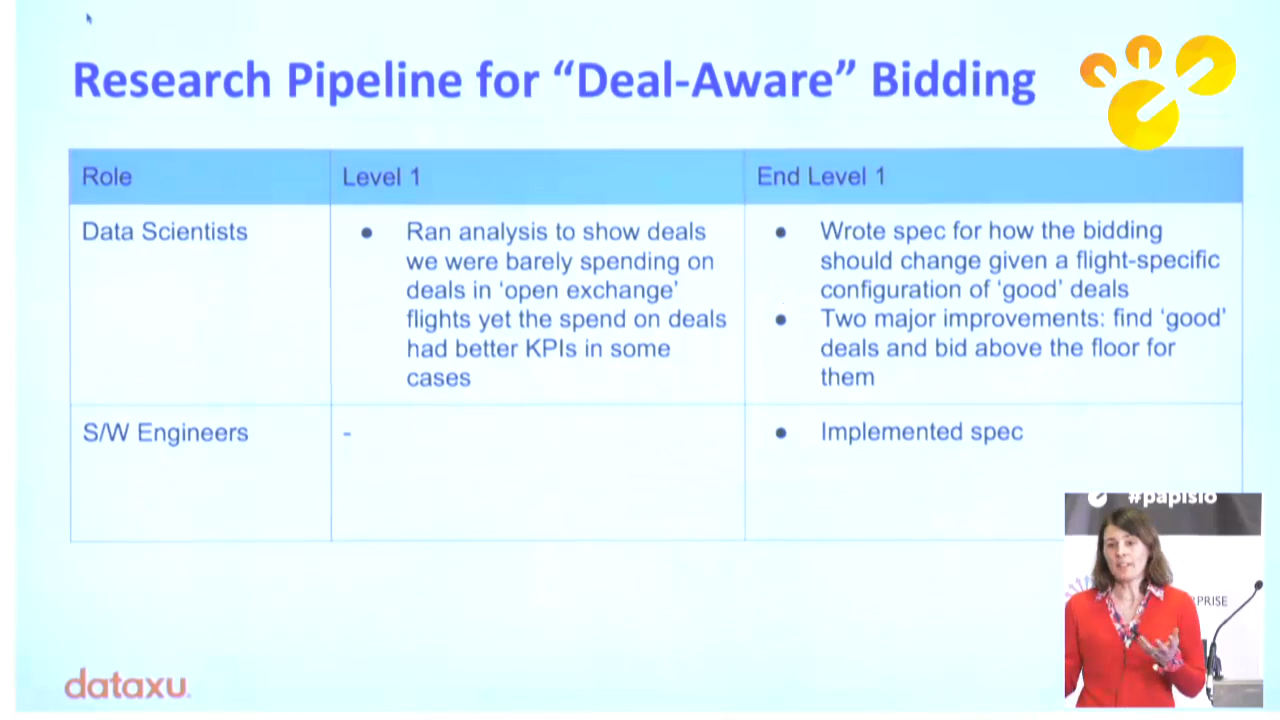 Research Pipeline for “Deal-Aware” Bidding
Role
Level 1
End Level 1
Data Scientists
● Ran analysis to show deals
we were barely spending on
deals in ‘open exchange’
flights yet the spend on deals
had better KPIs in some
cases
● Wrote spec for how the bidding
should change given a flight-specific
configuration of ‘good’ deals
● Two major improvements: find ‘good’
deals and bid above the floor for
them
S/W Engineers
-
● Implemented spec
#papisio
RPRISE
dataxu.